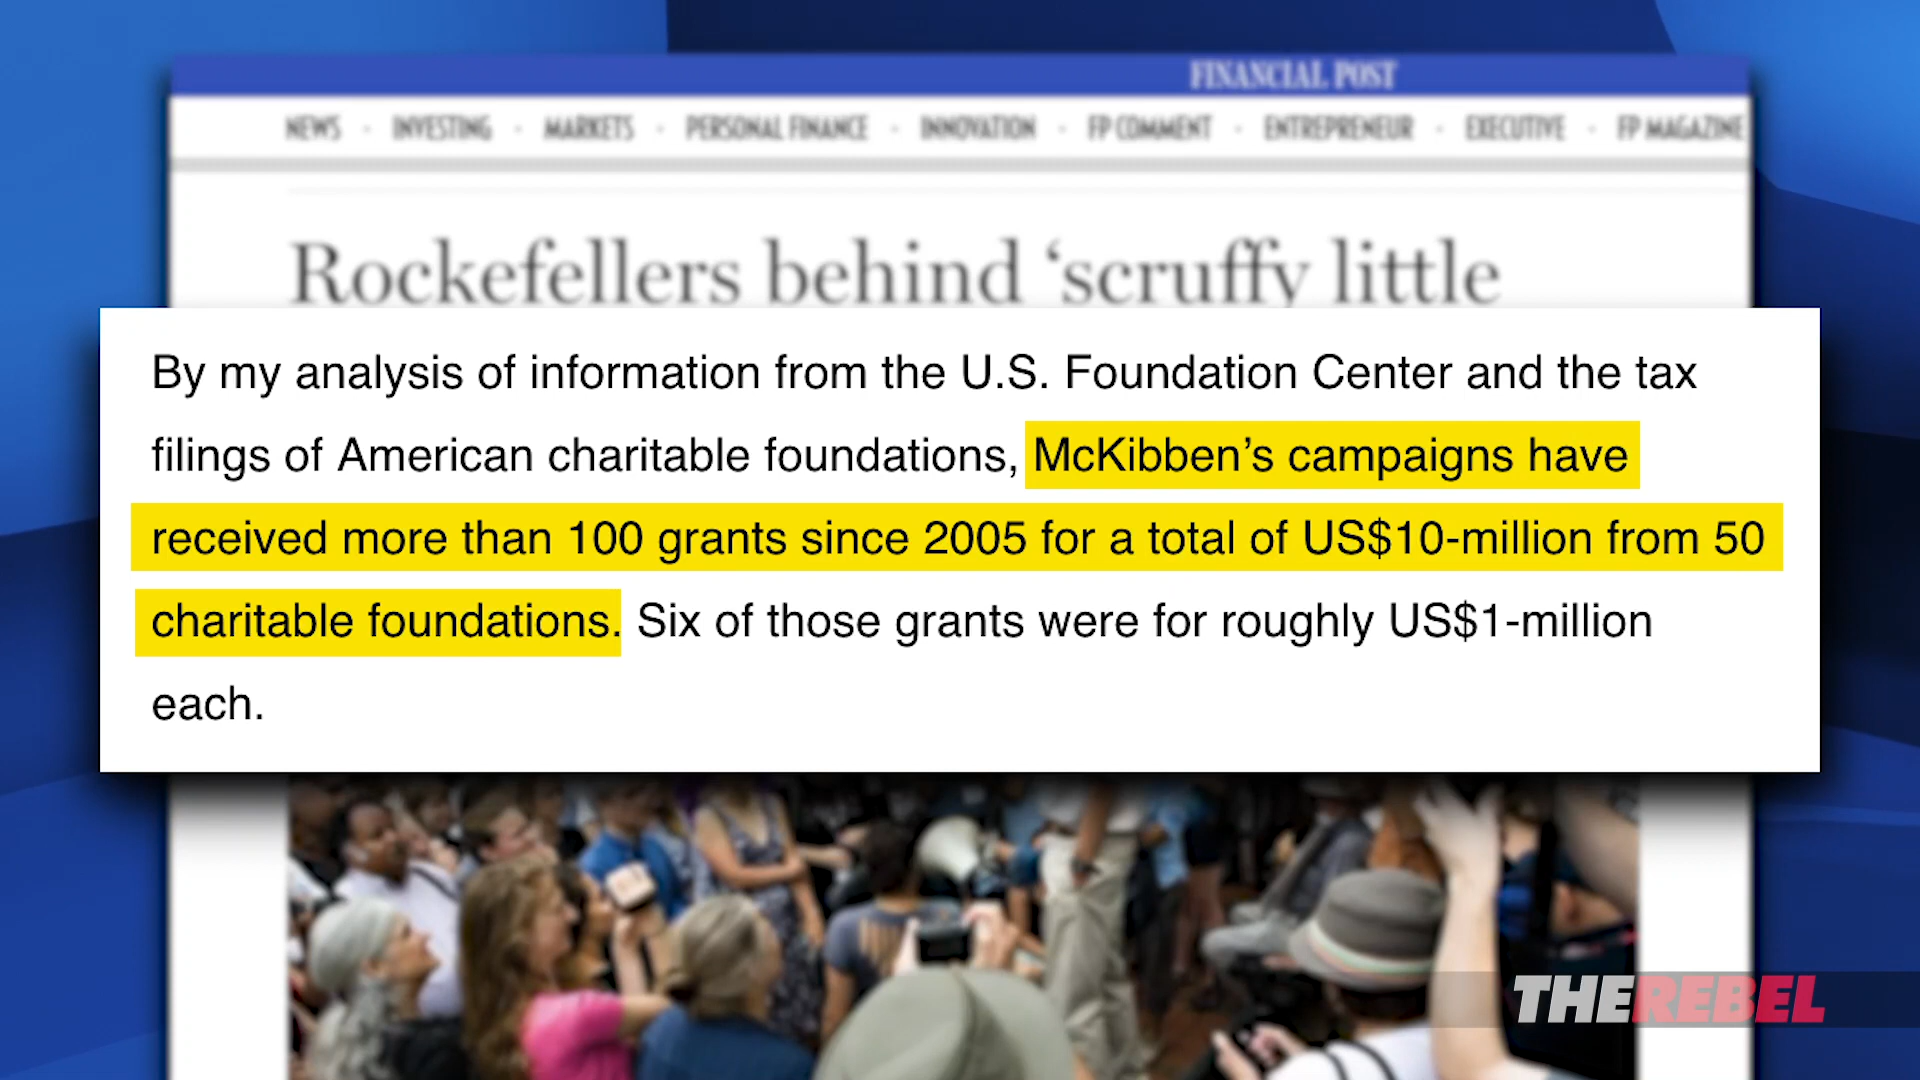 FINANCIAL POST
NEWS · INVESTING · MARKETS · PERSONAL FINANCE · INNOVATION · FP COMMENT · ENTREPRENEUR · EXECUTIVE · FP MAGAZINE
Rockefellers behind ‘scruffy little
By my analysis of information from the U.S. Foundation Center and the tax
filings of American charitable foundations, McKibben’s campaigns have
received more than 100 grants since 2005 for a total of US$10-million from 50
charitable foundations. Six of those grants were for roughly US$1-million
each.
THEREBEL